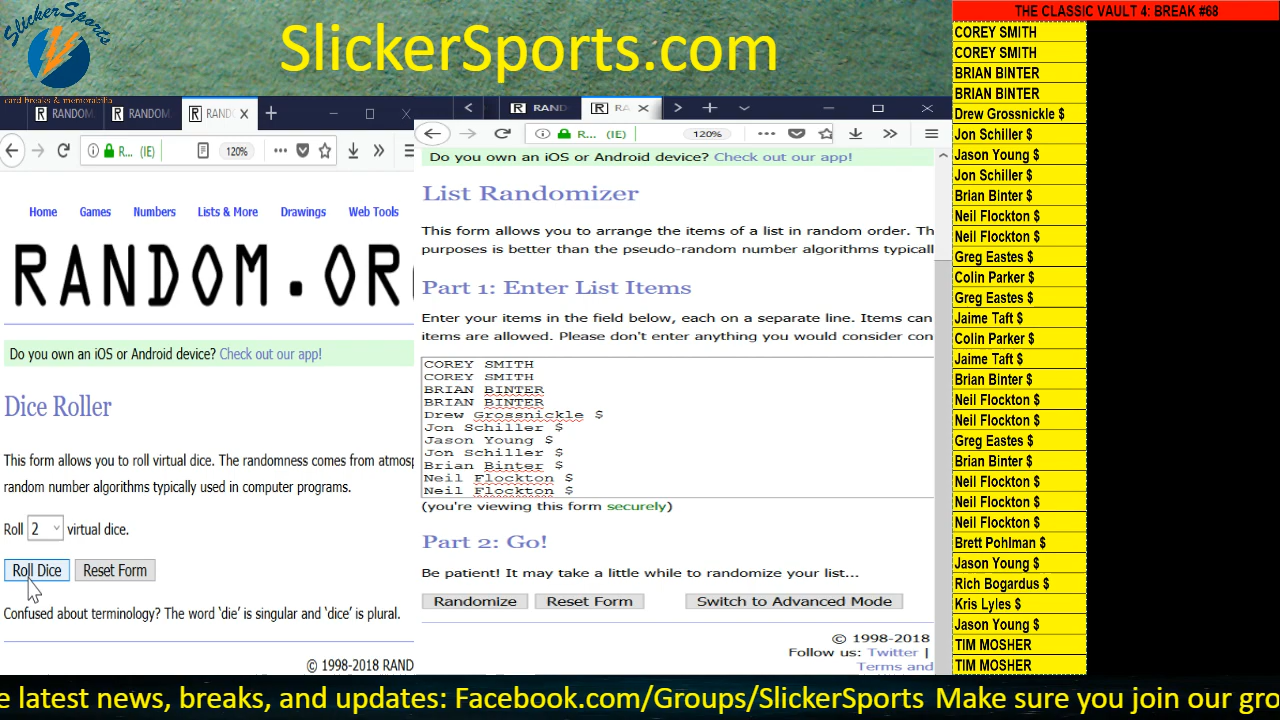 SlickerSports
card breaks & memorabilia
SlickerSports.com
THE CLASSIC VAULT 4: BREAK #68
COREY SMITH
COREY SMITH
BRIAN BINTER
BRIAN BINTER
Drew Grossnickle $
Jon Schiller $
Jason Young $
Jon Schiller $
Brian Binter $
Neil Flockton $
Neil Flockton $
Greg Eastes $
Colin Parker $
Greg Eastes $
Jaime Taft $
Colin Parker $
Jaime Taft $
Brian Binter $
Neil Flockton $
Neil Flockton $
Greg Eastes $
Brian Binter $
Neil Flockton $
Neil Flockton $
Neil Flockton $
Brett Pohlman $
Jason Young $
Rich Bogardus $
Kris Lyles $
Jason Young $
TIM MOSHER
TIM MOSHER
RANDOM RANDOM RAND
R... (IE) 120%
Home Games Numbers Lists & More Drawings Web Tools
RANDOM.OR
Do you own an iOS or Android device? Check out our app!
Dice Roller
This form allows you to roll virtual dice. The randomness comes from atmos
random number algorithms typically used in computer programs.
Roll 2 virtual dice.
Roll Dice Reset Form
Confused about terminology? The word ‘die’ is singular and ‘dice’ is plural.
© 1998-2018 RAND
RAND RA
R... (IE) 120%
Do you own an iOS or Android device? Check out our app!
List Randomizer
This form allows you to arrange the items of a list in random order. Th
purposes is better than the pseudo-random number algorithms typicall
Part 1: Enter List Items
Enter your items in the field below, each on a separate line. Items can
items are allowed. Please don't enter anything you would consider con
COREY SMITH
COREY SMITH
BRIAN BINTER
BRIAN BINTER
Drew Grossnickle $
Jon Schiller $
Jason Young $
Jon Schiller $
Brian Binter $
Neil Flockton $
Neil Flockton $
(you're viewing this form securely)
Part 2: Go!
Be patient! It may take a little while to randomize your list...
Randomize Reset Form Switch to Advanced Mode
© 1998-2018
Follow us: Twitter |
Terms and
e latest news, breaks, and updates: Facebook.com/Groups/SlickerSports Make sure you join our gro